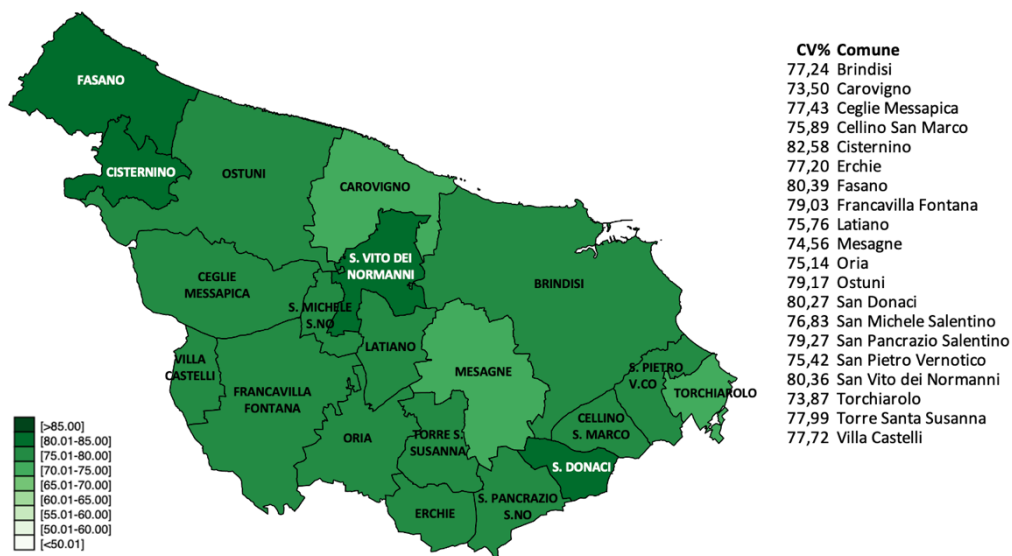 FASANO
CISTERNINO
OSTUNI
CAROVIGNO
S. VITO DEI
NORMANNI
CEGLIE
MESSAPICA
BRINDISI
S. MICHELE
S.NO
LATIANO
VILLA
CASTELLI
FRANCAVILLA
FONTANA
MESAGNE
S. PIETRO
V.CO
TORCHIAROLO
CELLINO
S. MARCO
ORIA
TORRE S.
SUSANNA
S. DONACI
S. PANCRAZIO
S.NO
ERCHIE
[>85.00]
[80.01-85.00]
[75.01-80.00]
[70.01-75.00]
[65.01-70.00]
[60.01-65.00]
[55.01-60.00]
[50.01-60.00]
[<50.01]
CV% Comune
77,24 Brindisi
73,50 Carovigno
77,43 Ceglie Messapica
75,89 Cellino San Marco
82,58 Cisternino
77,20 Erchie
80,39 Fasano
79,03 Francavilla Fontana
75,76 Latiano
74,56 Mesagne
75,14 Oria
79,17 Ostuni
80,27 San Donaci
76,83 San Michele Salentino
79,27 San Pancrazio Salentino
75,42 San Pietro Vernotico
80,36 San Vito dei Normanni
73,87 Torchiarolo
77,99 Torre Santa Susanna
77,72 Villa Castelli